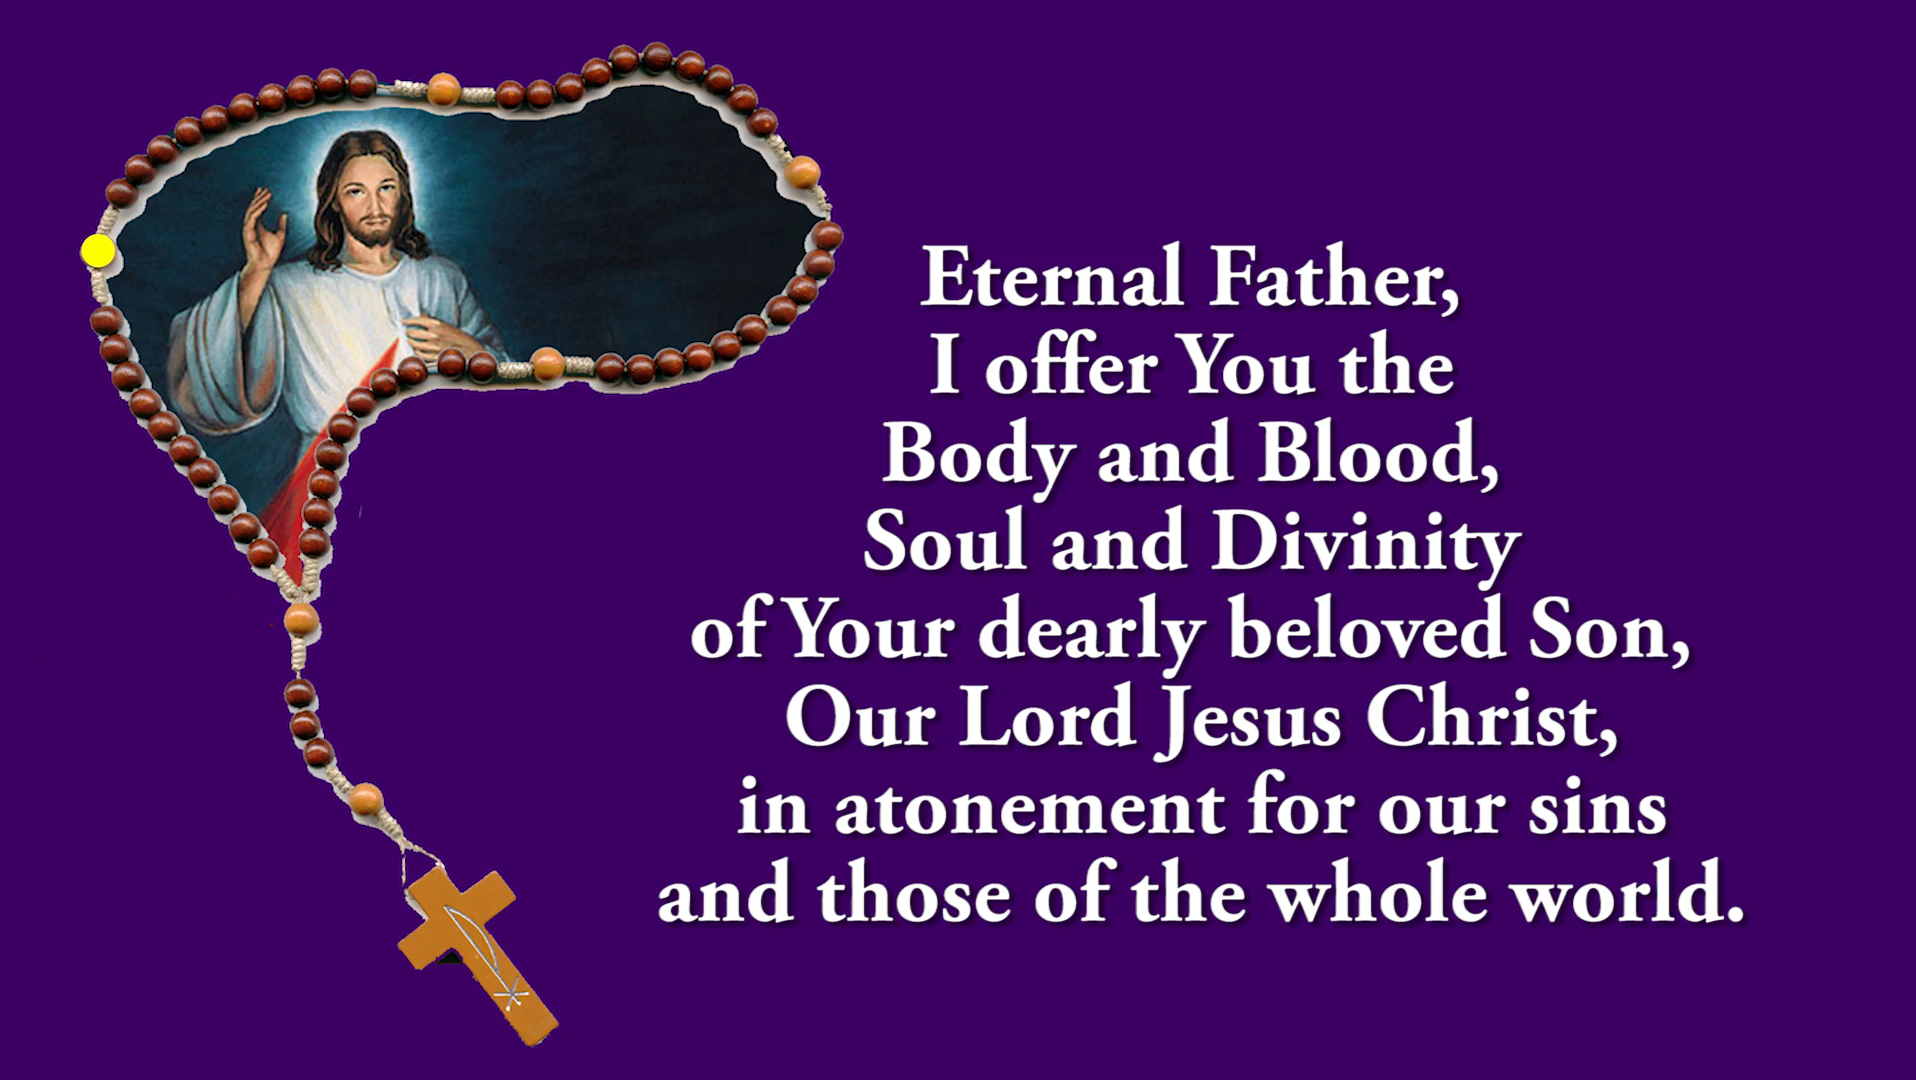 Eternal Father,
I offer You the
Body and Blood,
Soul and Divinity
of Your dearly beloved Son,
Our Lord Jesus Christ,
in atonement for our sins
and those of the whole world.